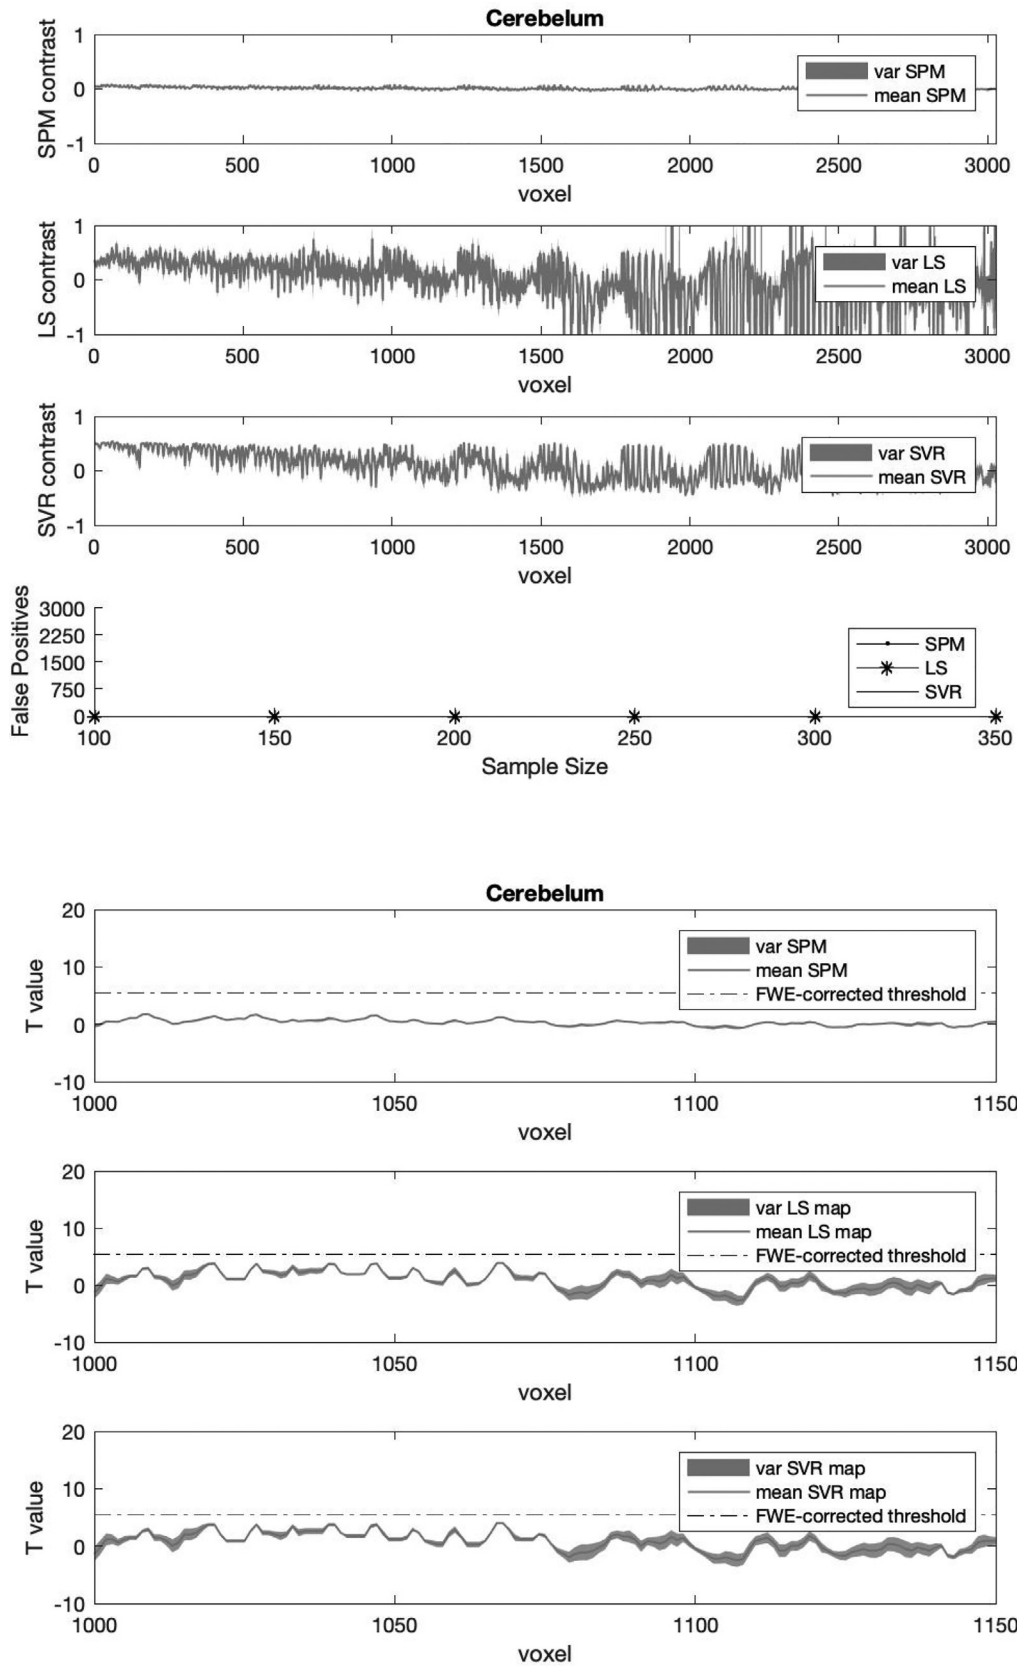 Cerebelum
SPM contrast
1
0
-1
var SPM
mean SPM
0 500 1000 1500 2000 2500 3000
voxel
LS contrast
1
0
-1
var LS
mean LS
0 500 1000 1500 2000 2500 3000
voxel
SVR contrast
1
0
-1
var SVR
mean SVR
0 500 1000 1500 2000 2500 3000
voxel
False Positives
3000
2250
1500
750
0
SPM
LS
SVR
100 150 200 250 300 350
Sample Size
Cerebelum
T value
20
10
0
-10
var SPM
mean SPM
FWE-corrected threshold
1000 1050 1100 1150
voxel
T value
20
10
0
-10
var LS map
mean LS map
FWE-corrected threshold
1000 1050 1100 1150
voxel
T value
20
10
0
-10
var SVR map
mean SVR map
FWE-corrected threshold
1000 1050 1100 1150
voxel